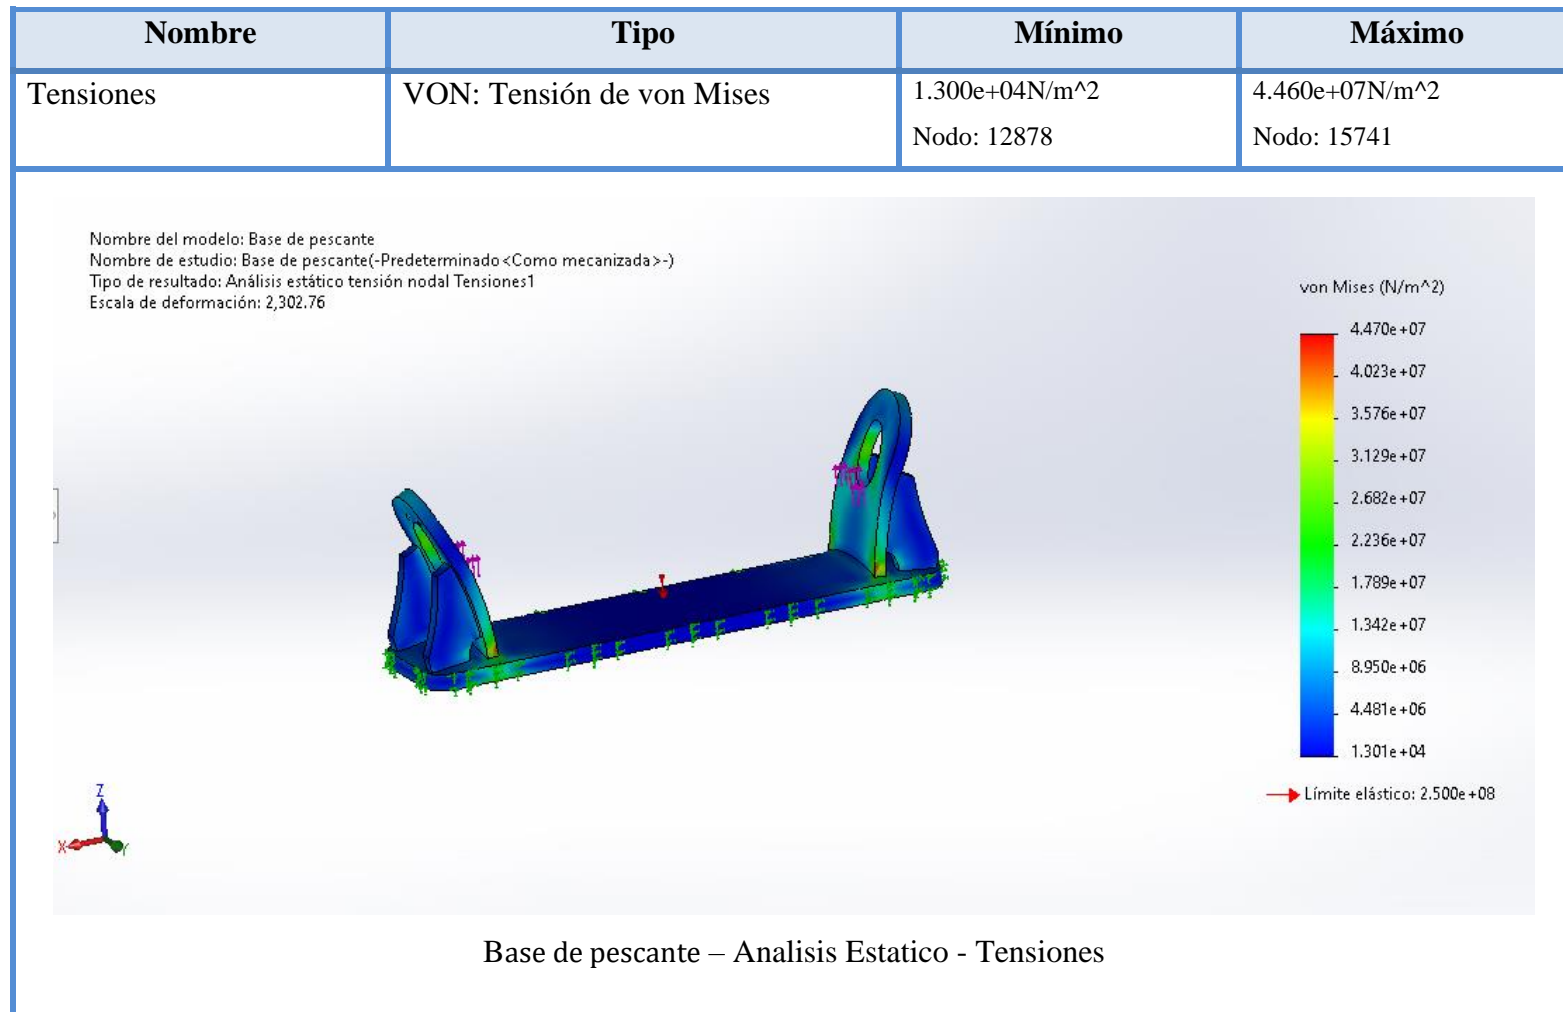 Nombre Tipo Mínimo Máximo
Tensiones VON: Tensión de von Mises 1.300e+04N/m^2 4.460e+07N/m^2
Nodo: 12878 Nodo: 15741
Nombre del modelo: Base de pescante
Nombre de estudio: Base de pescante(-Predeterminado<Como mecanizada>-)
Tipo de resultado: Análisis estático tensión nodal Tensiones1
Escala de deformación: 2,302.76
von Mises (N/m^2)
4.470e+07
4.023e+07
3.576e+07
3.129e+07
2.682e+07
2.236e+07
1.789e+07
1.342e+07
8.950e+06
4.481e+06
1.301e+04
Límite elástico: 2.500e+08
Z
X
Y
Base de pescante – Analisis Estatico - Tensiones